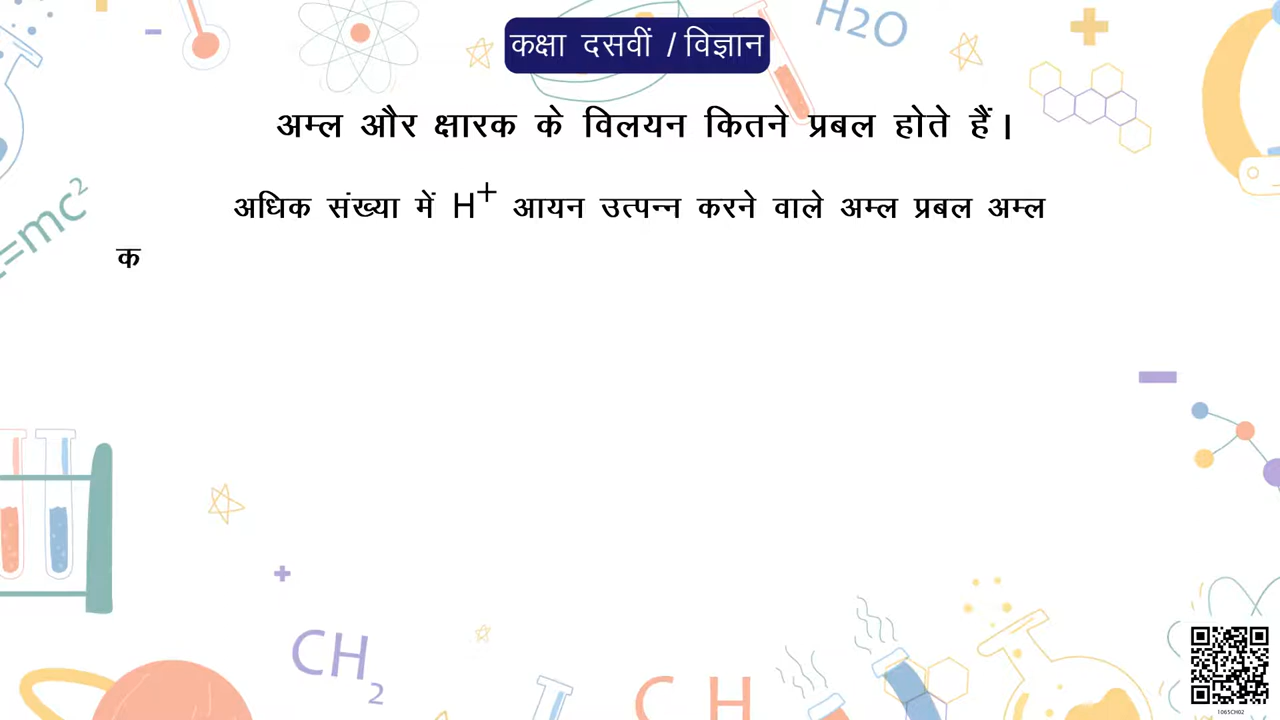 कक्षा दसवीं / विज्ञान
H2O
अम्ल और क्षारक के विलयन कितने प्रबल होते हैं।
=mc²
अधिक संख्या में H⁺ आयन उत्पन्न करने वाले अम्ल प्रबल अम्ल
क
CH₂
C H
1065CH02